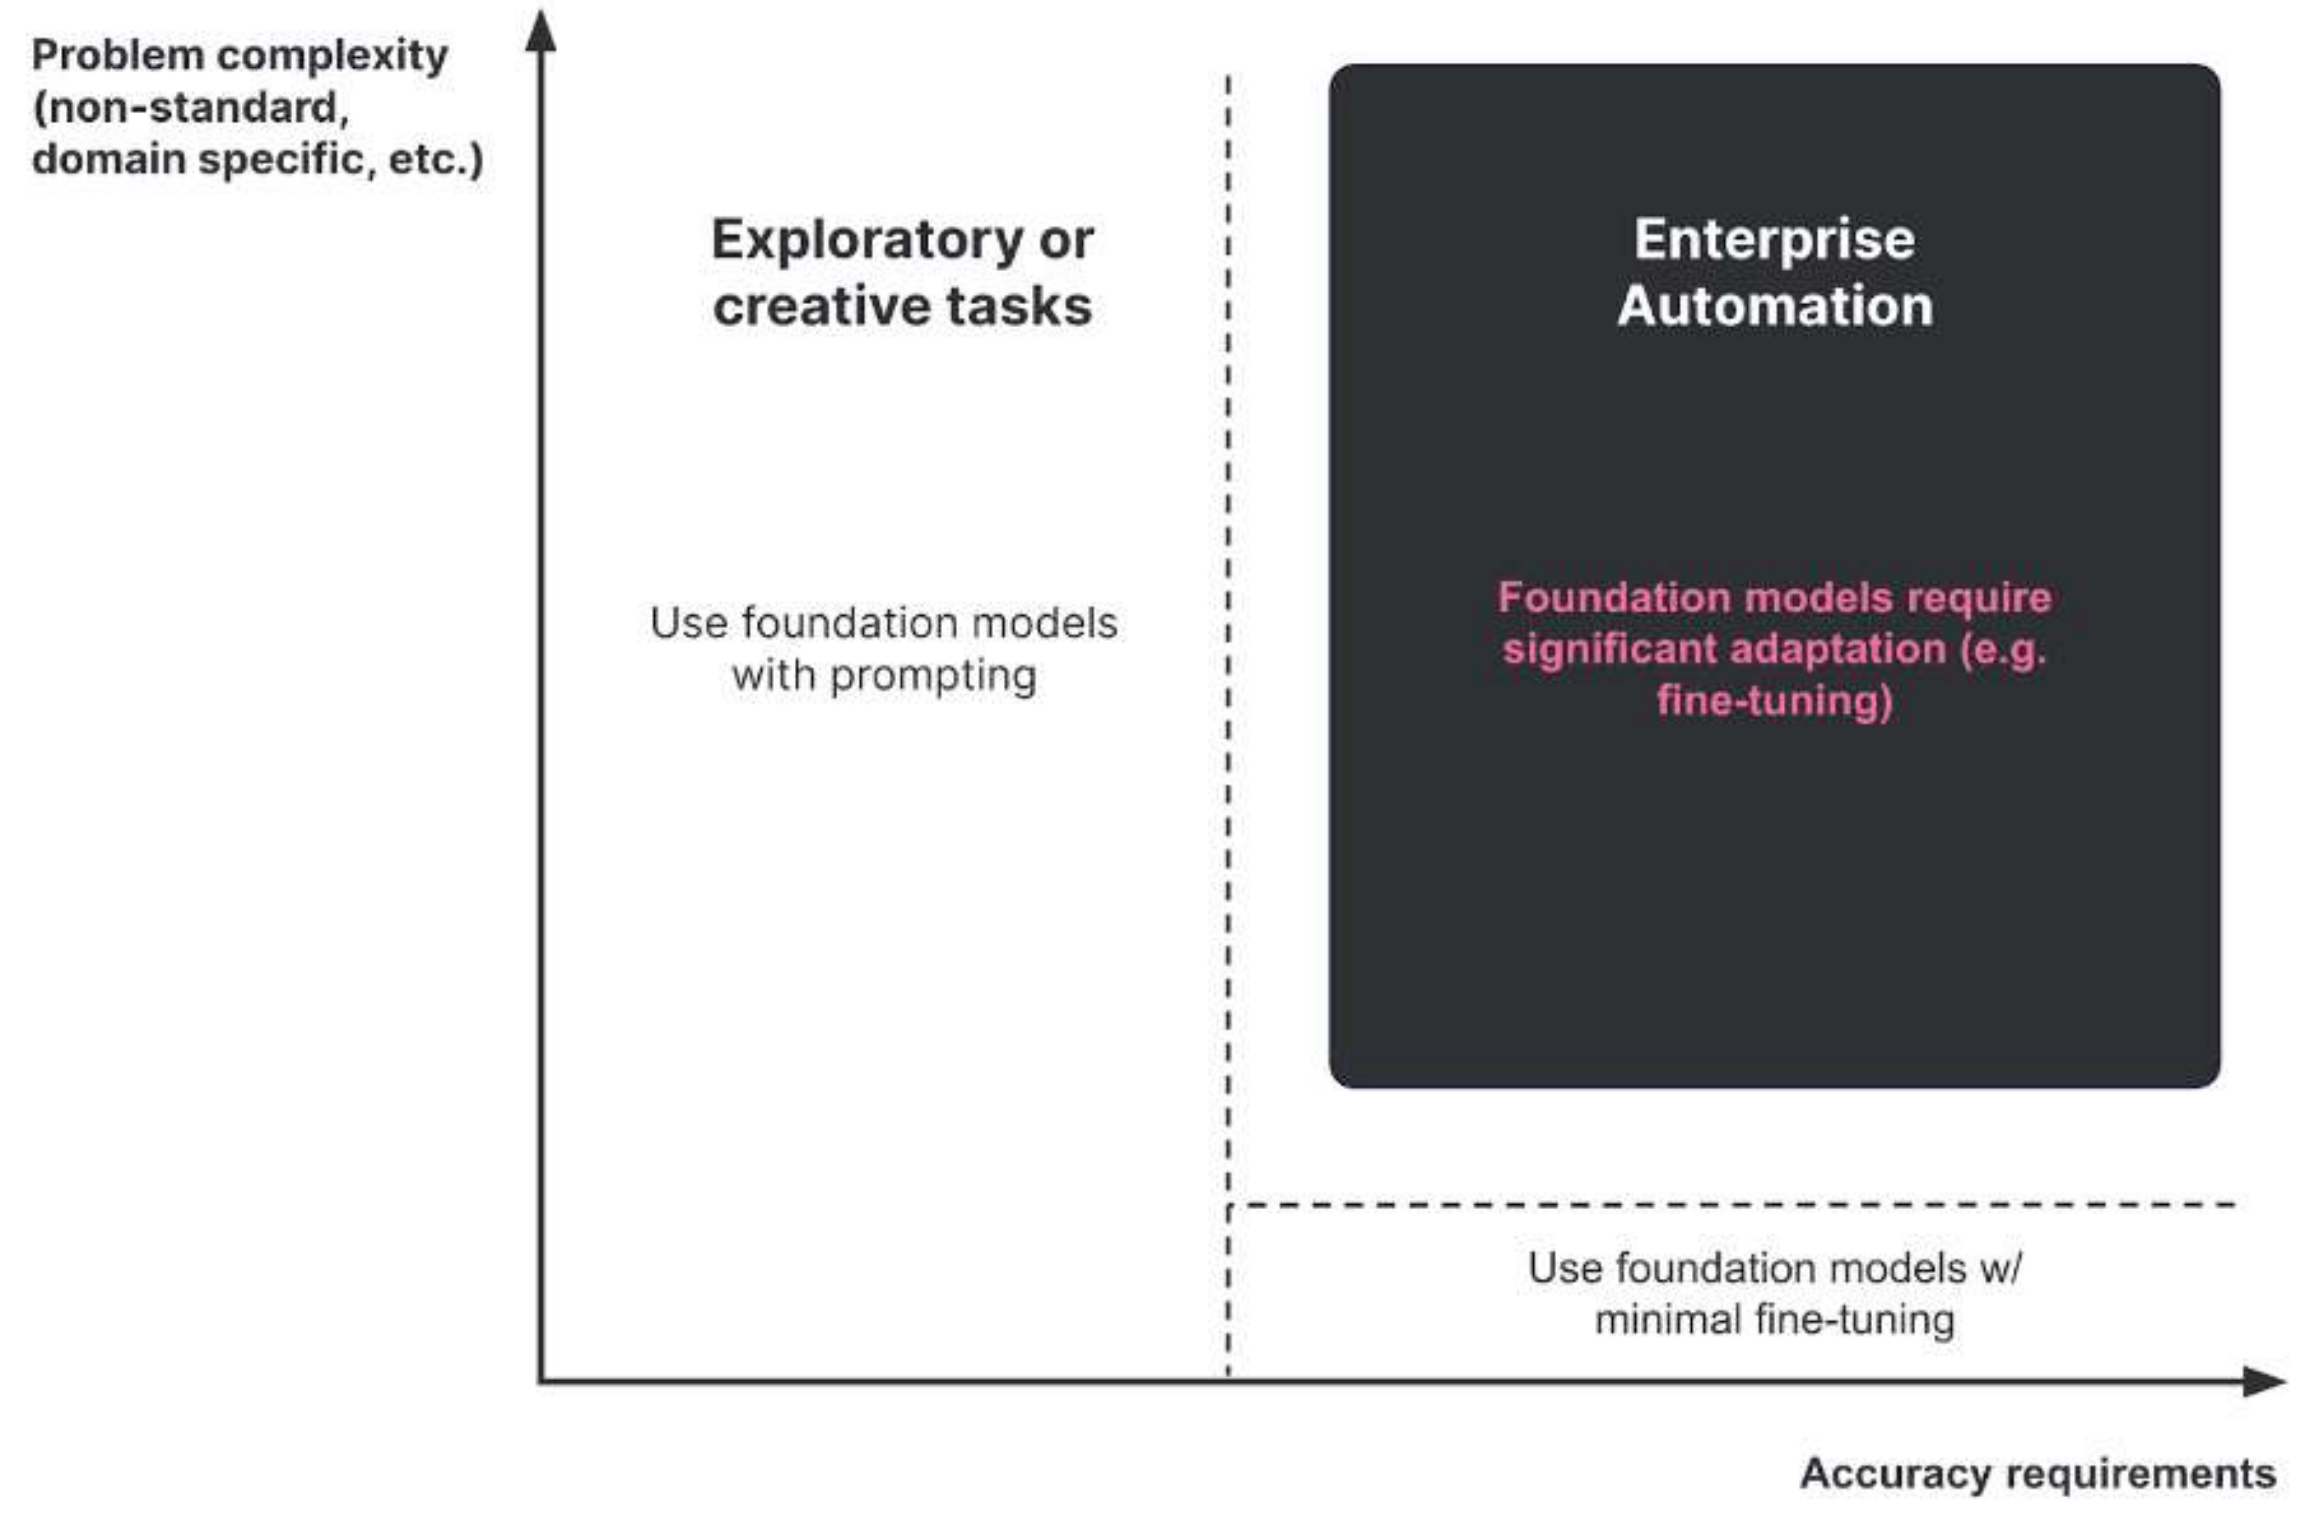 Problem complexity
(non-standard,
domain specific, etc.)
Exploratory or
creative tasks
Use foundation models
with prompting
Enterprise
Automation
Foundation models require
significant adaptation (e.g.
fine-tuning)
Use foundation models w/
minimal fine-tuning
Accuracy requirements